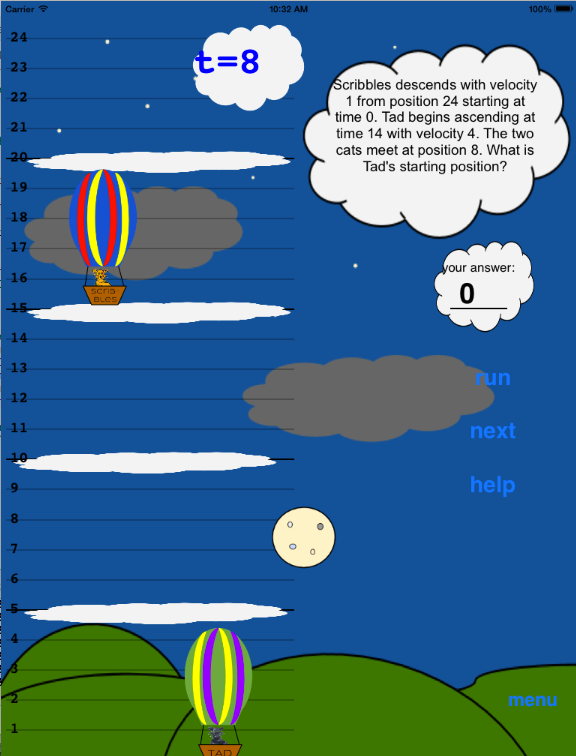 Carrier 10:32 AM 100%
24
t=8
23
22
21
20
19
18
17
16
15
14
13
12
11
10
9
8
7
6
5
4
3
2
1
SCRIB-
BLES
TAD
Scribbles descends with velocity
1 from position 24 starting at
time 0. Tad begins ascending at
time 14 with velocity 4. The two
cats meet at position 8. What is
Tad's starting position?
your answer:
0
run
next
help
menu